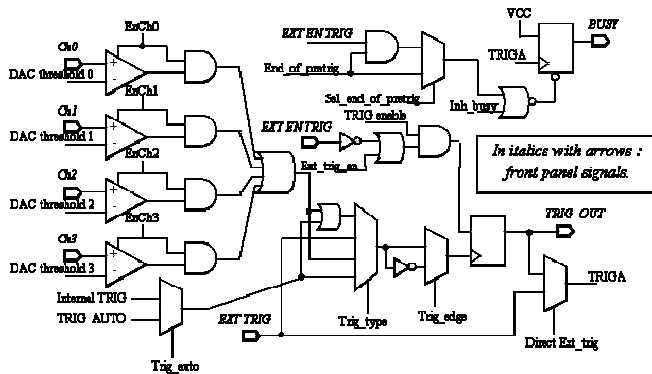 EnCh0
Ch0
DAC threshold 0
EnCh1
Ch1
DAC threshold 1
EnCh2
Ch2
DAC threshold 2
EnCh3
Ch3
DAC threshold 3
Internal TRIG
TRIG AUTO
Trig_auto
EXT TRIG
EXT EN TRIG
End_of_pretrig
Sel_end_of_pretrig
TRIG enable
EXT EN TRIG
Ext_trig_en
VCC
BUSY
TRIGA
Inh_busy
In italics with arrows :
front panel signals.
TRIG OUT
TRIGA
Trig_type
Trig_edge
Direct Ext_trig